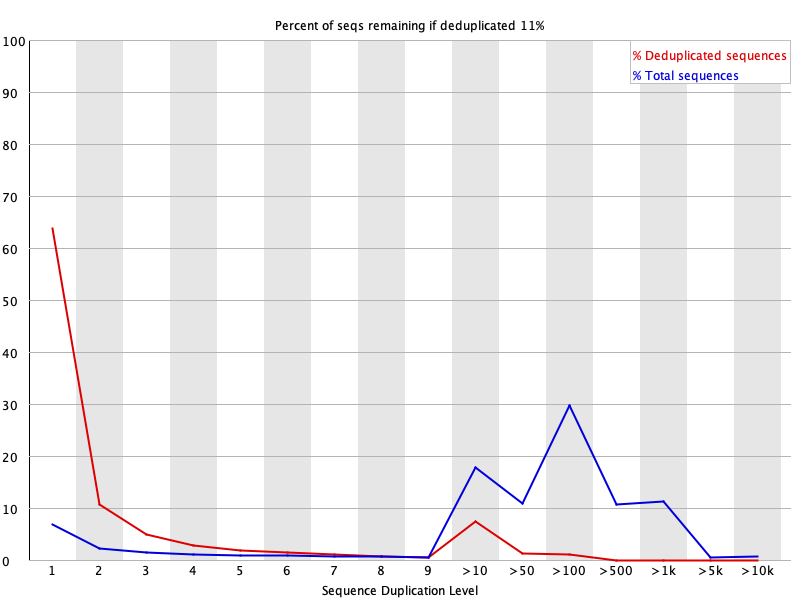 Percent of seqs remaining if deduplicated 11%
% Deduplicated sequences
% Total sequences
100
90
80
70
60
50
40
30
20
10
0
1 2 3 4 5 6 7 8 9 >10 >50 >100 >500 >1k >5k >10k
Sequence Duplication Level